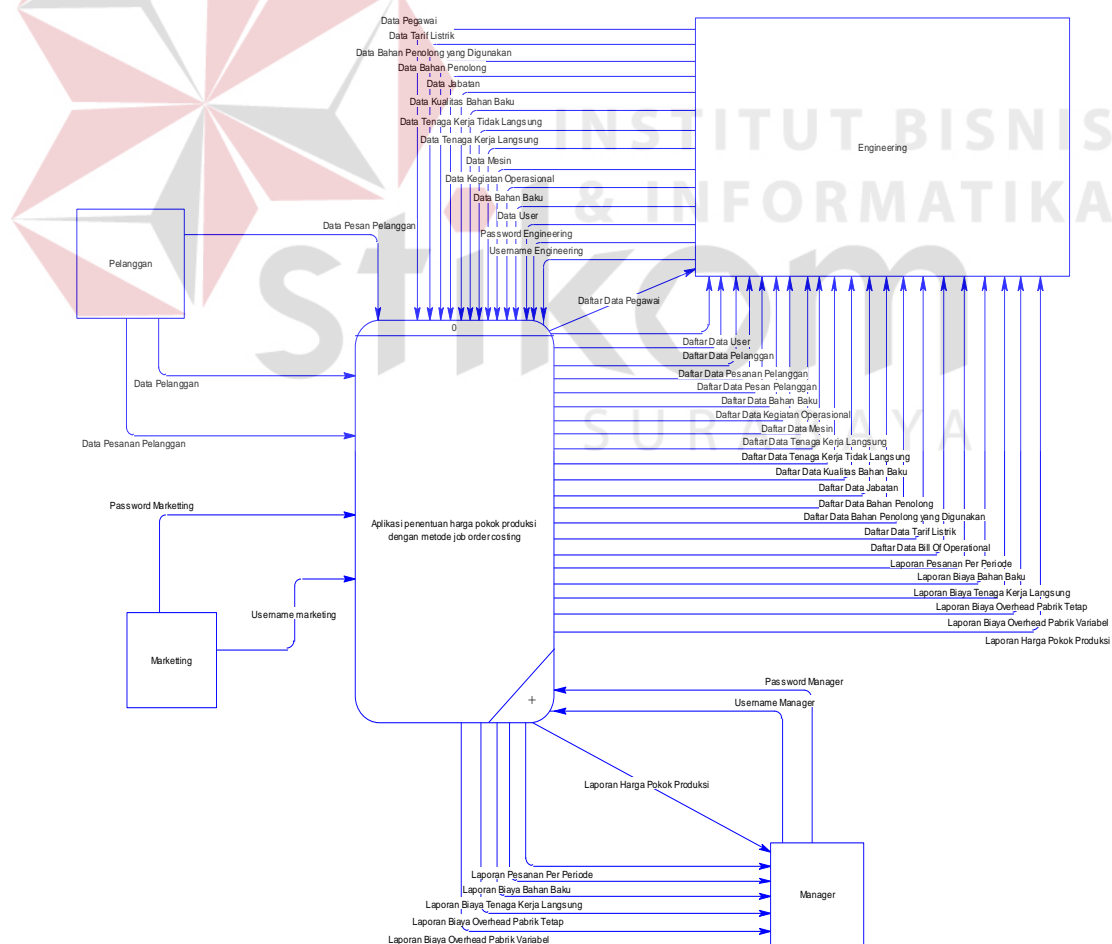 Data Pegawai
Data Tarif Listrik
Data Bahan Penolong yang Digunakan
Data Bahan Penolong
Data Jabatan
Data Kualitas Bahan Baku
Data Tenaga Kerja Tidak Langsung
Data Tenaga Kerja Langsung
Data Mesin
Data Kegiatan Operasional
Data Bahan Baku
Data User
Password Engineering
Username Engineering
Engineering
INSTITUT BISNIS
& INFORMATIKA
stikom
SURABAYA
Pelanggan
Data Pesan Pelanggan
Data Pelanggan
Data Pesanan Pelanggan
Password Marketting
Username marketing
Marketting
0
Aplikasi penentuan harga pokok produksi
dengan metode job order costing
+
Daftar Data Pegawai
Daftar Data User
Daftar Data Pelanggan
Daftar Data Pesanan Pelanggan
Daftar Data Pesan Pelanggan
Daftar Data Bahan Baku
Daftar Data Kegiatan Operasional
Daftar Data Mesin
Daftar Data Tenaga Kerja Langsung
Daftar Data Tenaga Kerja Tidak Langsung
Daftar Data Kualitas Bahan Baku
Daftar Data Jabatan
Daftar Data Bahan Penolong
Daftar Data Bahan Penolong yang Digunakan
Daftar Data Tarif Listrik
Daftar Data Bill Of Operational
Laporan Pesanan Per Periode
Laporan Biaya Bahan Baku
Laporan Biaya Tenaga Kerja Langsung
Laporan Biaya Overhead Pabrik Tetap
Laporan Biaya Overhead Pabrik Variabel
Laporan Harga Pokok Produksi
Password Manager
Username Manager
Laporan Harga Pokok Produksi
Manager
Laporan Pesanan Per Periode
Laporan Biaya Bahan Baku
Laporan Biaya Tenaga Kerja Langsung
Laporan Biaya Overhead Pabrik Tetap
Laporan Biaya Overhead Pabrik Variabel